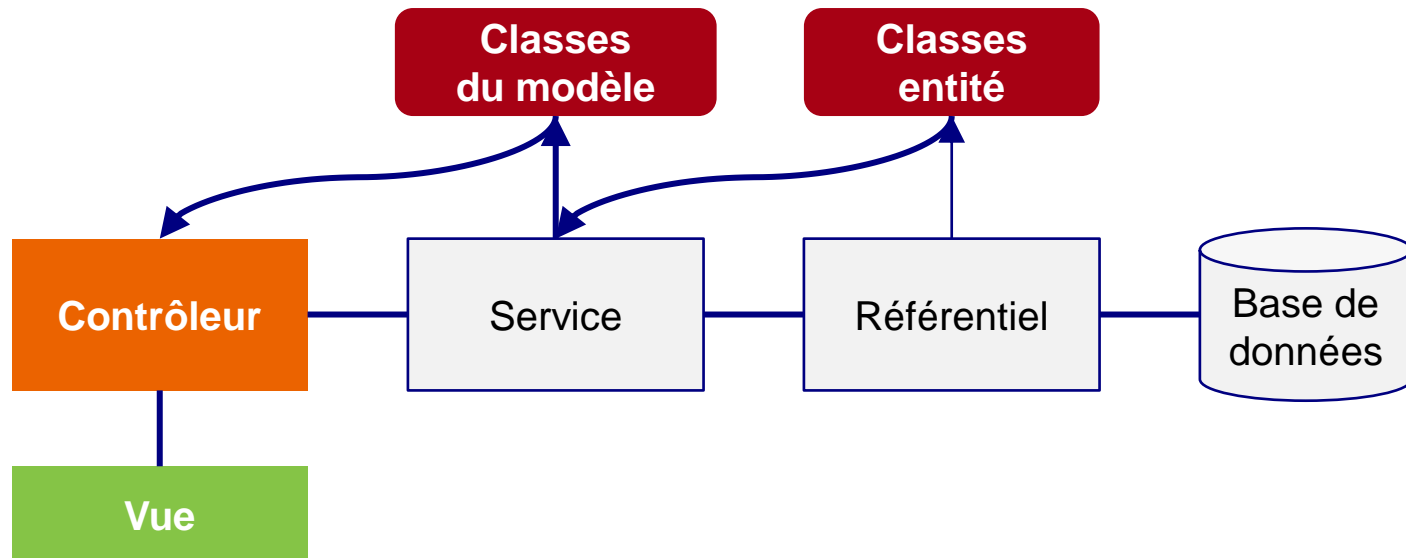 Classes
du modèle
Classes
entité
Contrôleur
Service
Référentiel
Base de
données
Vue